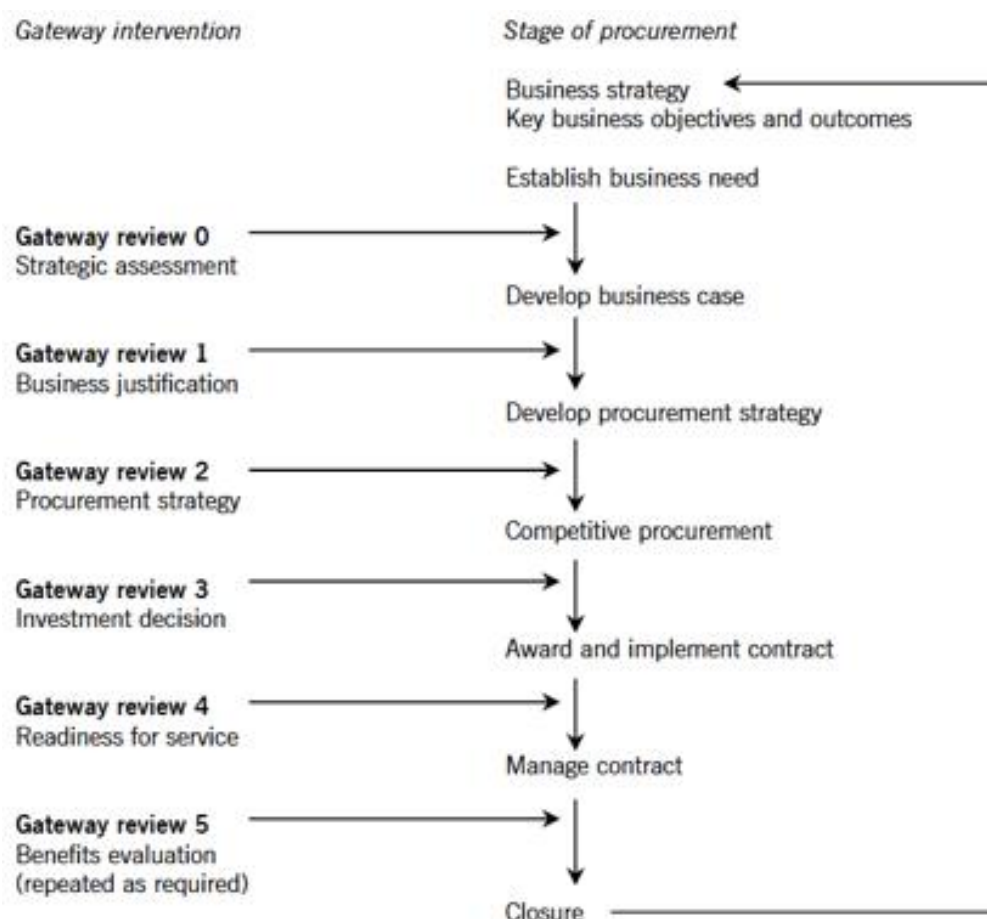 Gateway intervention
Stage of procurement
Business strategy
Key business objectives and outcomes
Establish business need
Gateway review 0
Strategic assessment
Develop business case
Gateway review 1
Business justification
Develop procurement strategy
Gateway review 2
Procurement strategy
Competitive procurement
Gateway review 3
Investment decision
Award and implement contract
Gateway review 4
Readiness for service
Manage contract
Gateway review 5
Benefits evaluation
(repeated as required)
Closure